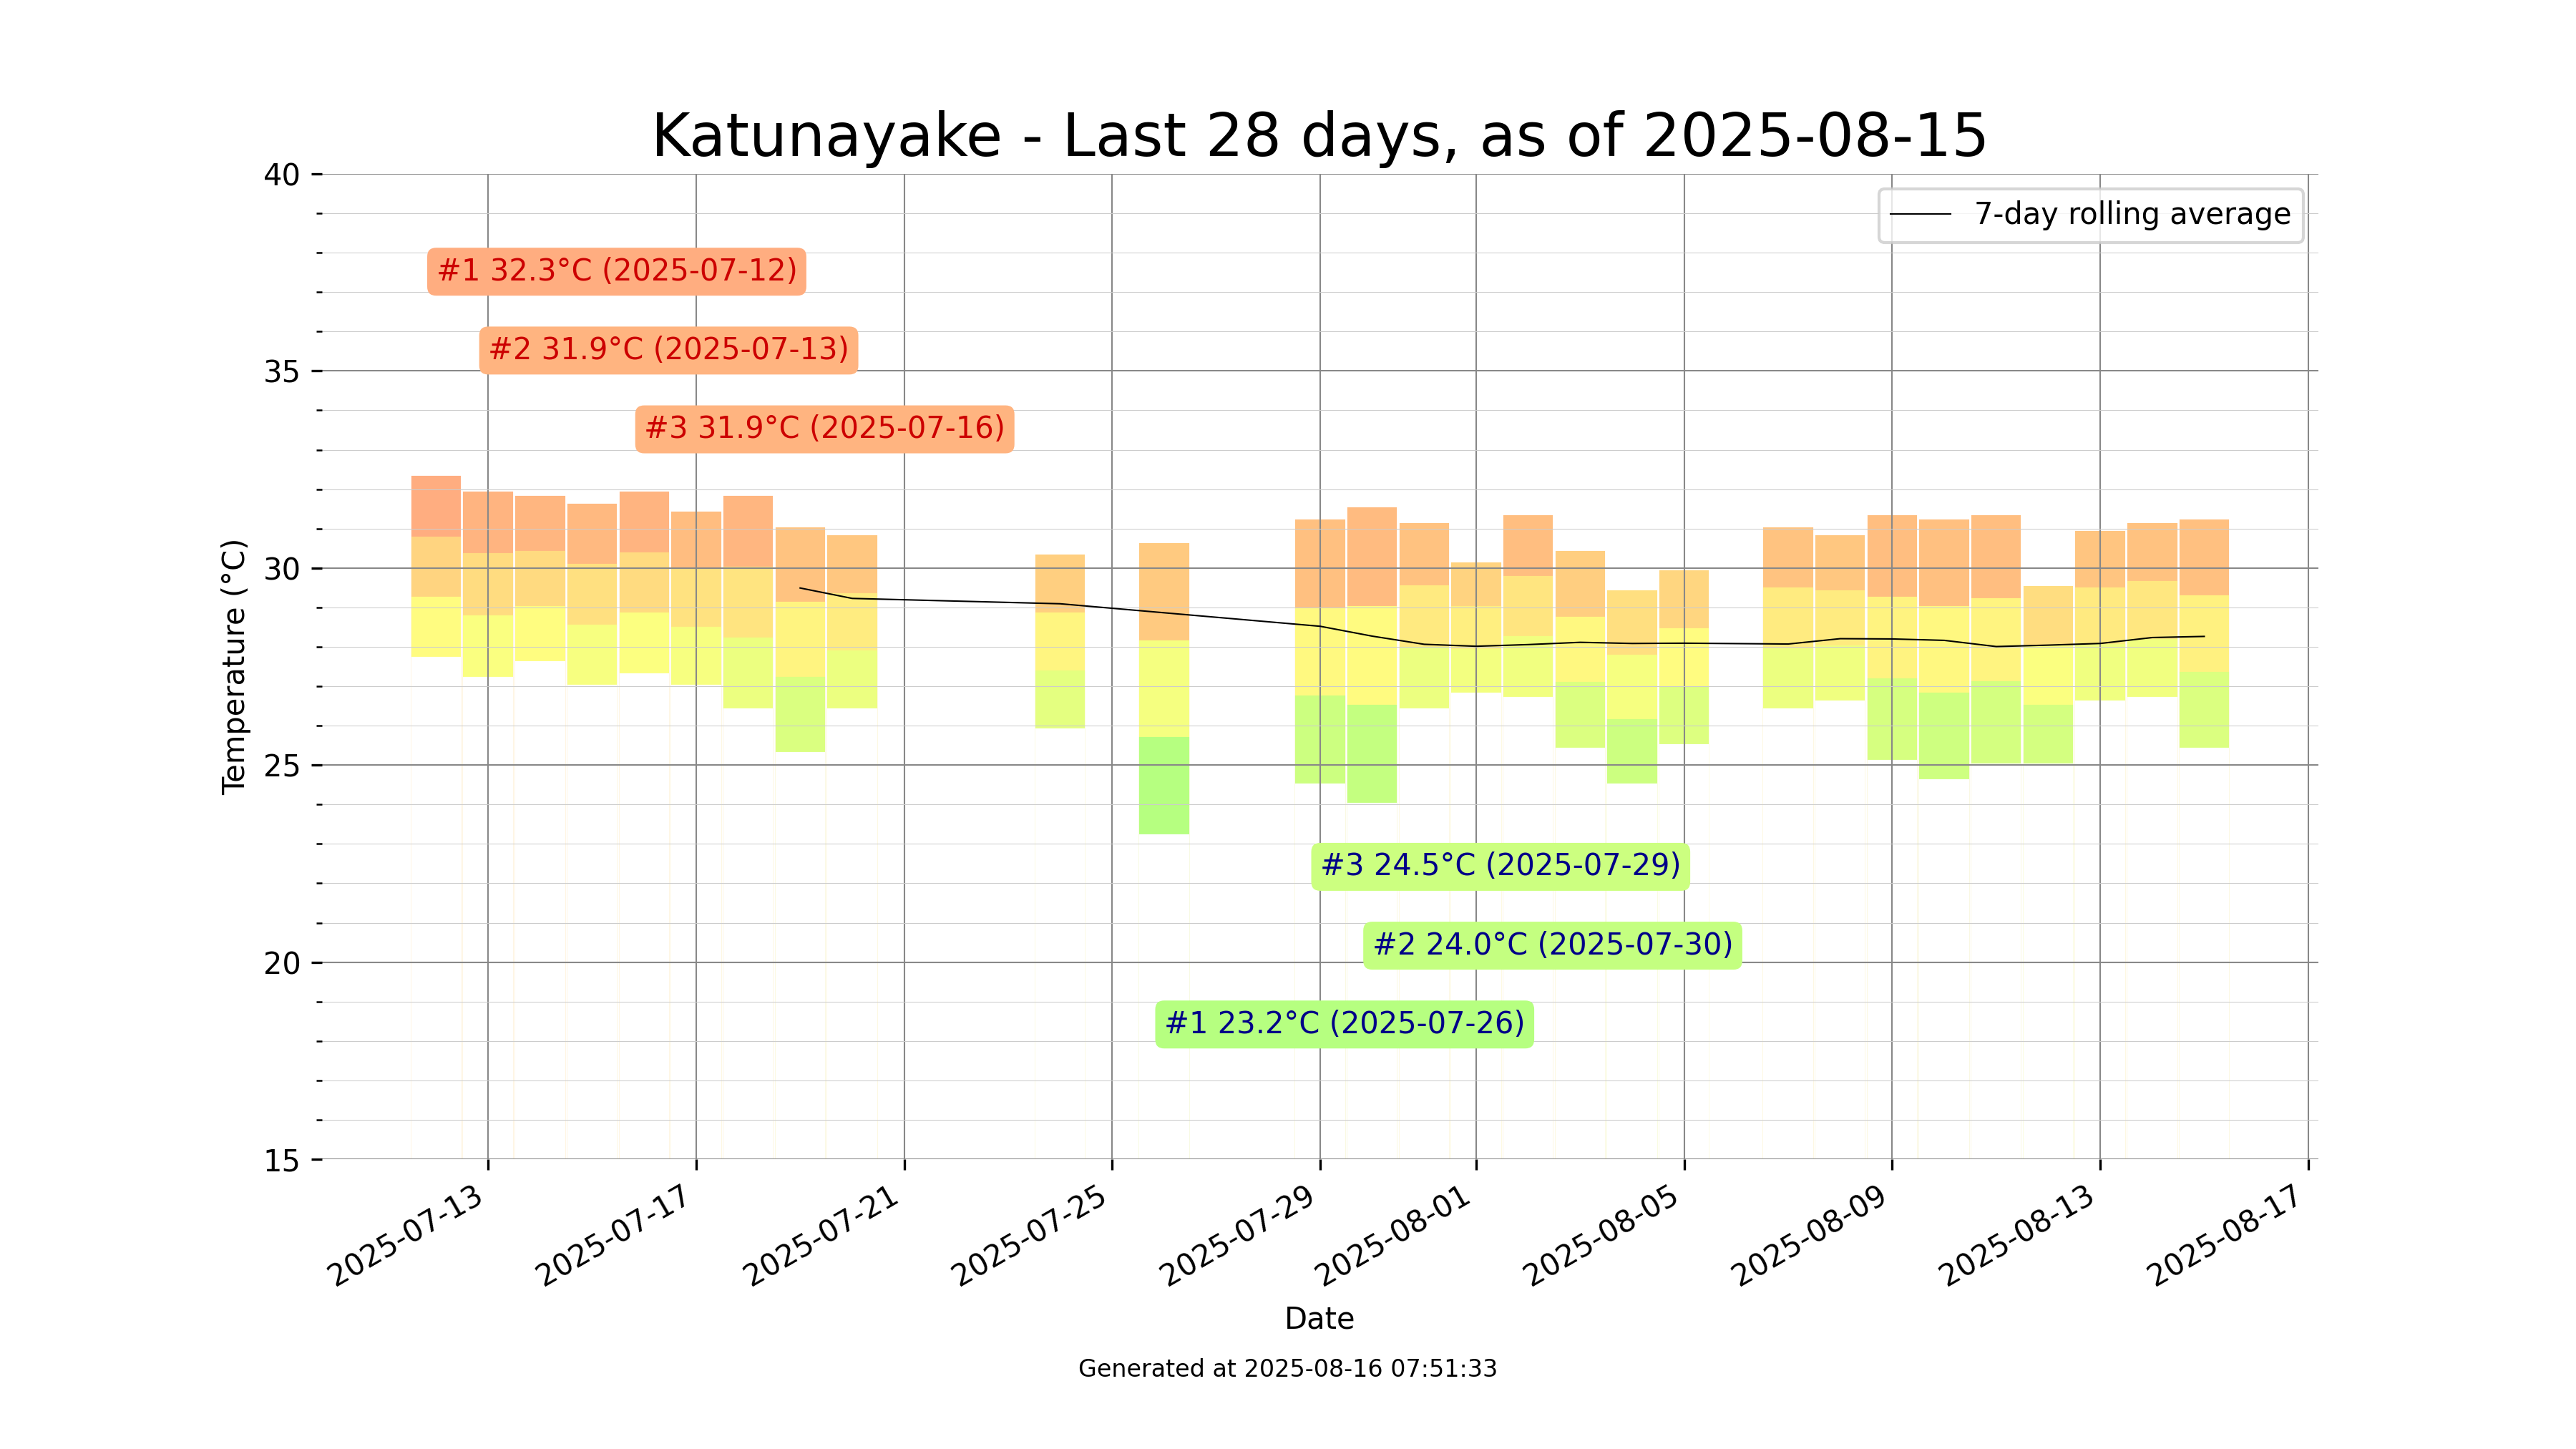 Katunayake - Last 28 days, as of 2025-08-15
7-day rolling average
40
35
30
25
20
15
Temperature (°C)
#1 32.3°C (2025-07-12)
#2 31.9°C (2025-07-13)
#3 31.9°C (2025-07-16)
#3 24.5°C (2025-07-29)
#2 24.0°C (2025-07-30)
#1 23.2°C (2025-07-26)
2025-07-13
2025-07-17
2025-07-21
2025-07-25
2025-07-29
2025-08-01
2025-08-05
2025-08-09
2025-08-13
2025-08-17
Date
Generated at 2025-08-16 07:51:33